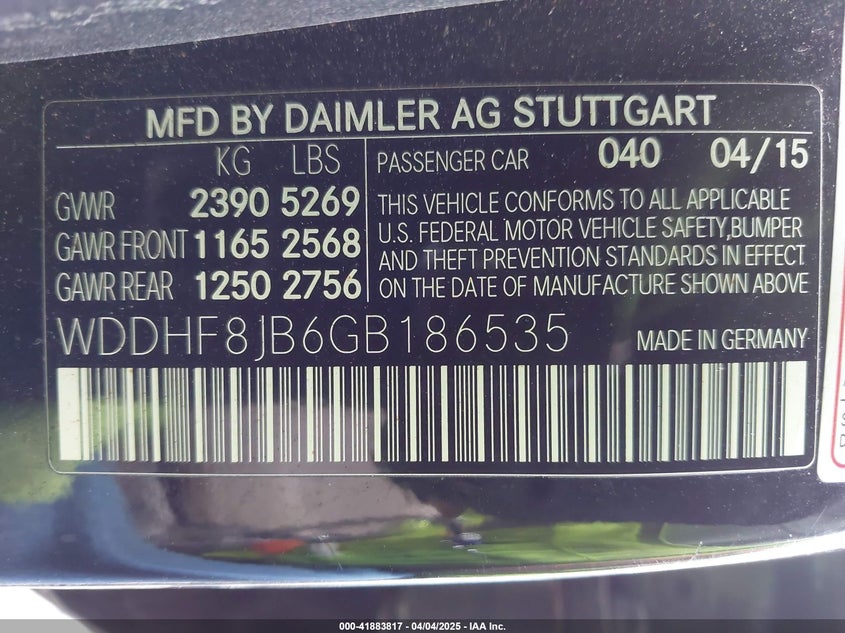 MFD BY DAIMLER AG STUTTGART
KG LBS
GVWR 2390 5269
GAWR FRONT 1165 2568
GAWR REAR 1250 2756
PASSENGER CAR 040 04/15
THIS VEHICLE CONFORMS TO ALL APPLICABLE
U.S. FEDERAL MOTOR VEHICLE SAFETY,BUMPER
AND THEFT PREVENTION STANDARDS IN EFFECT
ON THE DATE OF MANUFACTURE SHOWN ABOVE
WDDHF8JB6GB186535 MADE IN GERMANY
000-41883817 - 04/04/2025 - IAA Inc.